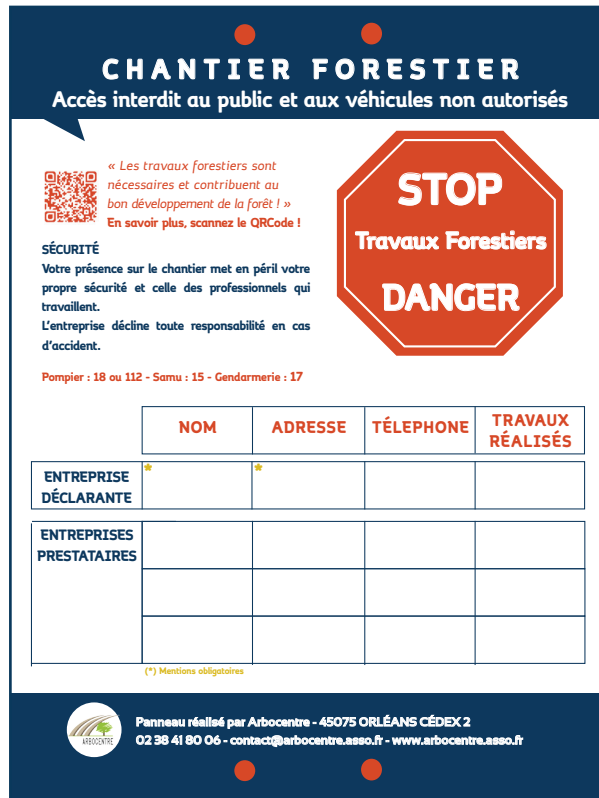 CHANTIER FORESTIER
Accès interdit au public et aux véhicules non autorisés
« Les travaux forestiers sont
nécessaires et contribuent au
bon développement de la forêt ! »
En savoir plus, scannez le QRCode !
STOP
Travaux Forestiers
DANGER
SÉCURITÉ
Votre présence sur le chantier met en péril votre
propre sécurité et celle des professionnels qui
travaillent.
L'entreprise décline toute responsabilité en cas
d'accident.
Pompier : 18 ou 112 - Samu : 15 - Gendarmerie : 17
NOM
ADRESSE
TÉLEPHONE
TRAVAUX
RÉALISÉS
ENTREPRISE
DÉCLARANTE
*
*
ENTREPRISES
PRESTATAIRES
(*) Mentions obligatoires
ARBOCENTRE
Panneau réalisé par Arbocentre - 45075 ORLÉANS CÉDEX 2
02 38 41 80 06 - contact@arbocentre.asso.fr - www.arbocentre.asso.fr